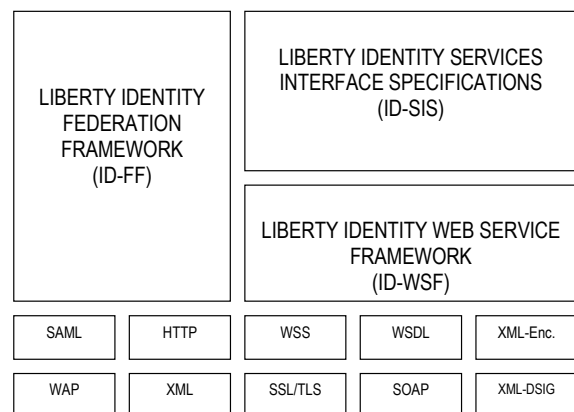 LIBERTY IDENTITY
FEDERATION
FRAMEWORK
(ID-FF)
LIBERTY IDENTITY SERVICES
INTERFACE SPECIFICATIONS
(ID-SIS)
LIBERTY IDENTITY WEB SERVICE
FRAMEWORK
(ID-WSF)
SAML
HTTP
WSS
WSDL
XML-Enc.
WAP
XML
SSL/TLS
SOAP
XML-DSIG